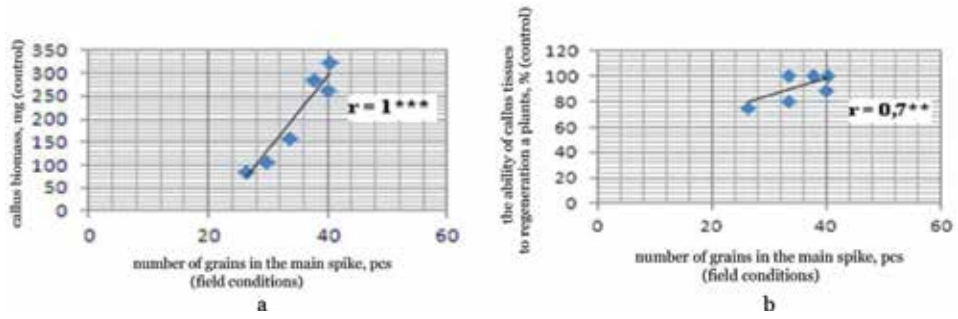 callus biomass, mg (control)
350
300
250
200
150
100
50
0
0 20 40 60
r = 1***
number of grains in the main spike, pcs
(field conditions)
a
the ability of callus tissues
to regeneration a plants, % (control)
120
100
80
60
40
20
0
0 20 40 60
r = 0,7**
number of grains in the main spike, pcs
(field conditions)
b